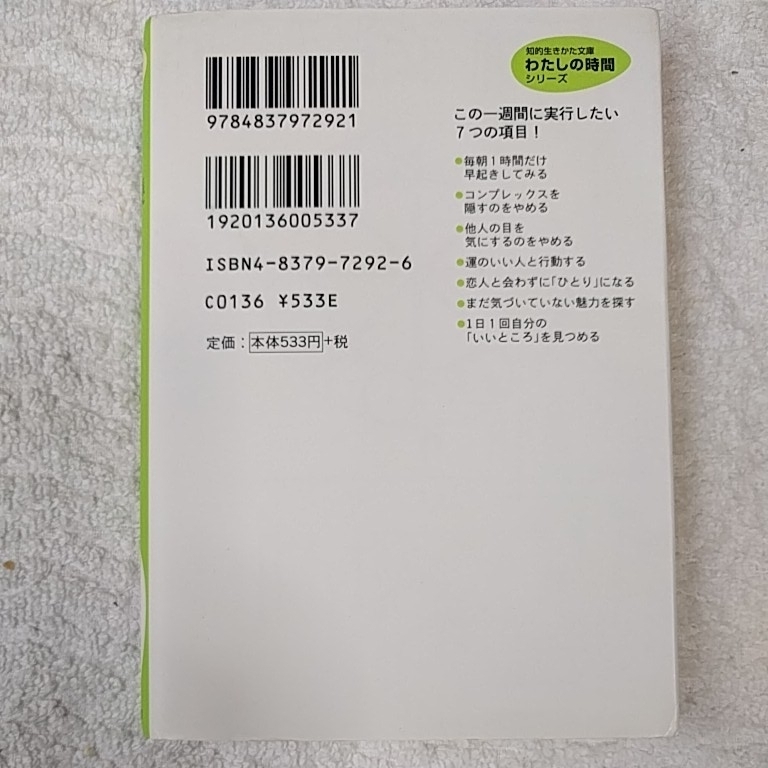 9784837972921
1920136005337
ISBN4-8379-7292-6
C0136 ¥533E
定価：本体533円+税
知的生きかた文庫
わたしの時間
シリーズ
この一週間に実行したい
７つの項目！
●毎朝１時間だけ
早起きしてみる
●コンプレックスを
隠すのをやめる
●他人の目を
気にするのをやめる
●運のいい人と行動する
●恋人と会わずに「ひとり」になる
●まだ気づいていない魅力を探す
●１日１回自分の
「いいところ」を見つめる